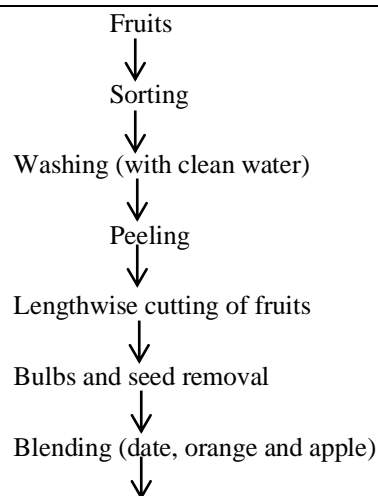 Fruits
Sorting
Washing (with clean water)
Peeling
Lengthwise cutting of fruits
Bulbs and seed removal
Blending (date, orange and apple)